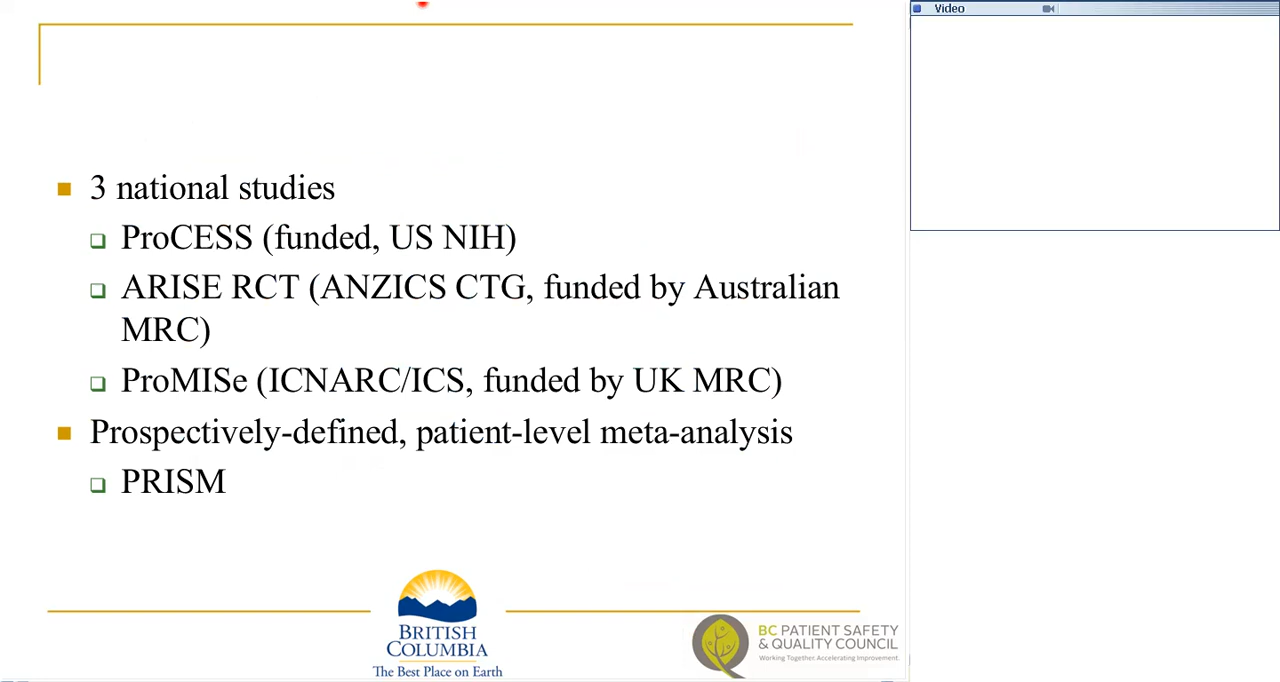 Video
3 national studies
ProCESS (funded, US NIH)
ARISE RCT (ANZICS CTG, funded by Australian
MRC)
ProMISe (ICNARC/ICS, funded by UK MRC)
Prospectively-defined, patient-level meta-analysis
PRISM
BRITISH
COLUMBIA
The Best Place on Earth
BC PATIENT SAFETY
& QUALITY COUNCIL
Working Together. Accelerating Improvement.